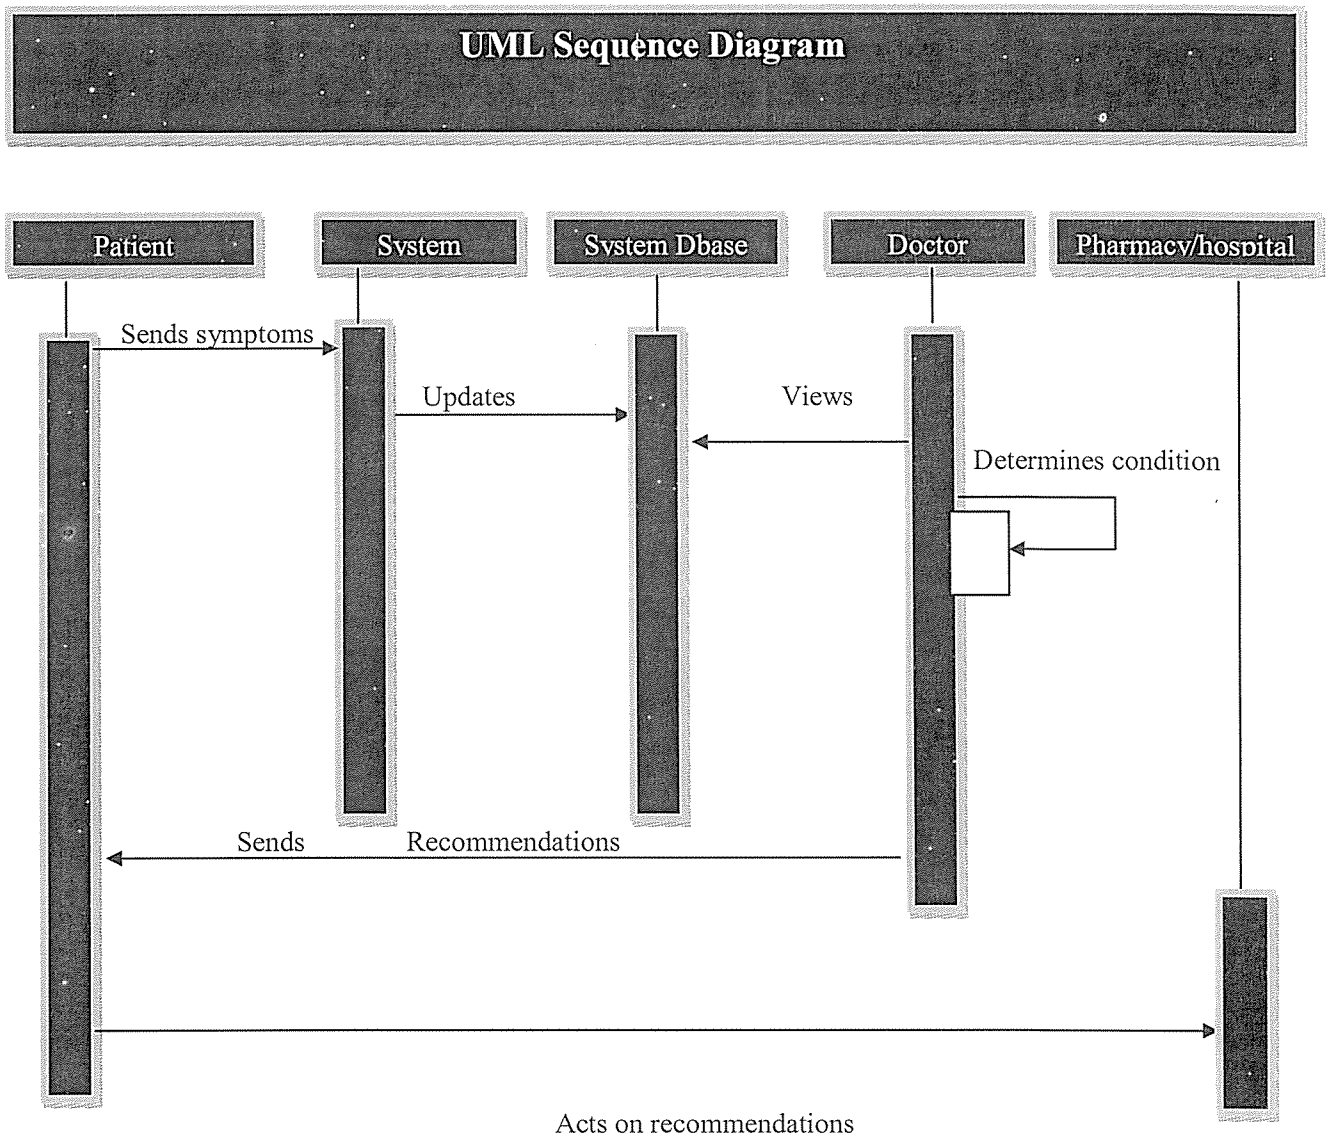 UML Sequence Diagram
Patient
System
System Dbase
Doctor
Pharmacy/hospital
Sends symptoms
Updates
Views
Determines condition
Sends Recommendations
Acts on recommendations